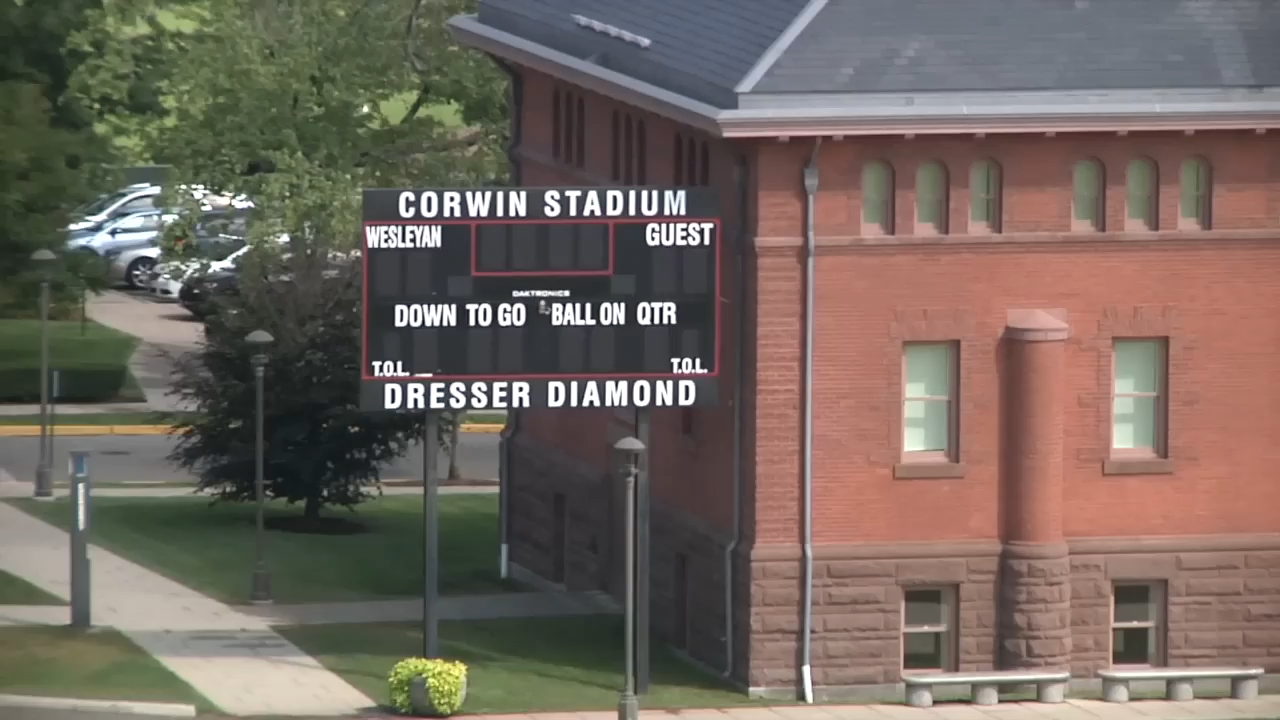 CORWIN STADIUM
WESLEYAN GUEST
DAKTRONICS
DOWN TO GO BALL ON QTR
T.O.L. T.O.L.
DRESSER DIAMOND